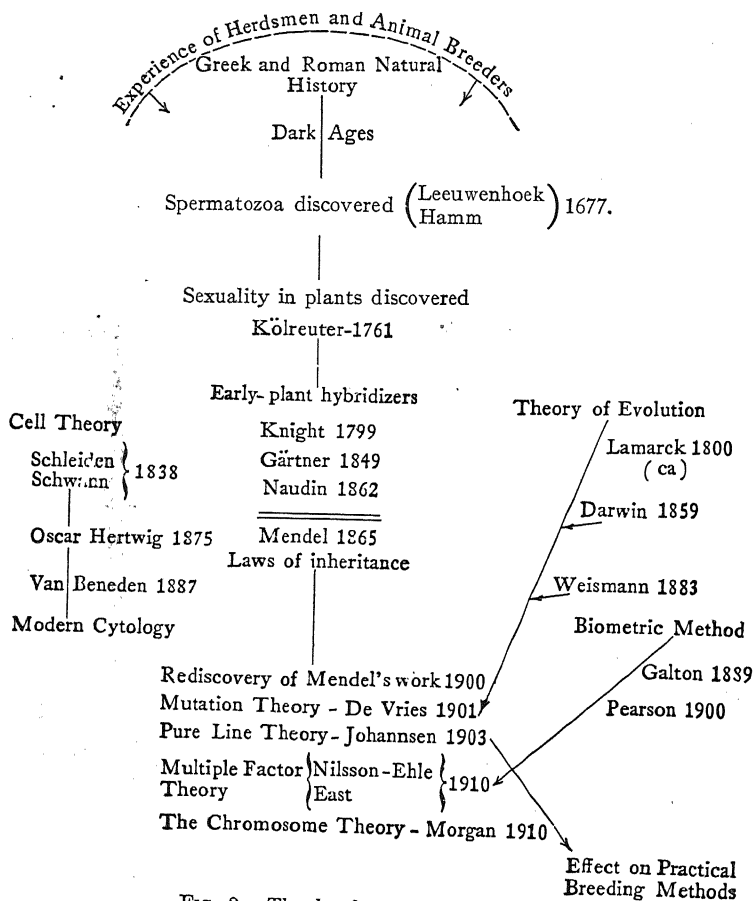 Experience of Herdsmen and Animal Breeders
Greek and Roman Natural
History
Dark Ages
Spermatozoa discovered (Leeuwenhoek
Hamm) 1677.
Sexuality in plants discovered
Kölreuter-1761
Early-plant hybridizers
Knight 1799
Gärtner 1849
Naudin 1862
Mendel 1865
Laws of inheritance
Cell Theory
Schleiden
Schwann } 1838
Oscar Hertwig 1875
Van Beneden 1887
Modern Cytology
Theory of Evolution
Lamarck 1800
(ca)
Darwin 1859
Weismann 1883
Biometric Method
Galton 1889
Pearson 1900
Rediscovery of Mendel's work 1900
Mutation Theory - De Vries 1901
Pure Line Theory - Johannsen 1903
Multiple Factor { Nilsson-Ehle
Theory { East } 1910
The Chromosome Theory - Morgan 1910
Effect on Practical
Breeding Methods